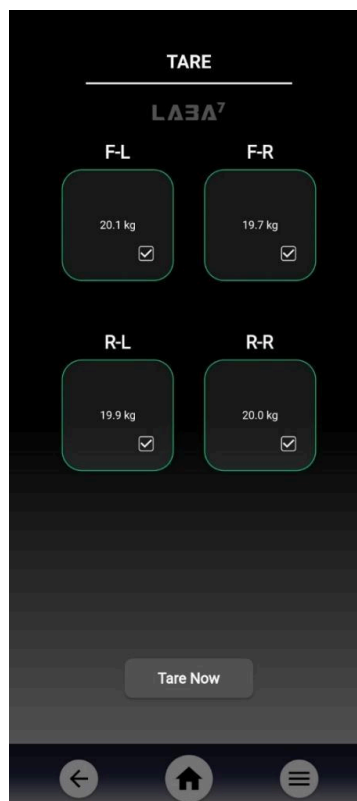 TARE
LABA⁷
F-L F-R
20.1 kg 19.7 kg
R-L R-R
19.9 kg 20.0 kg
Tare Now